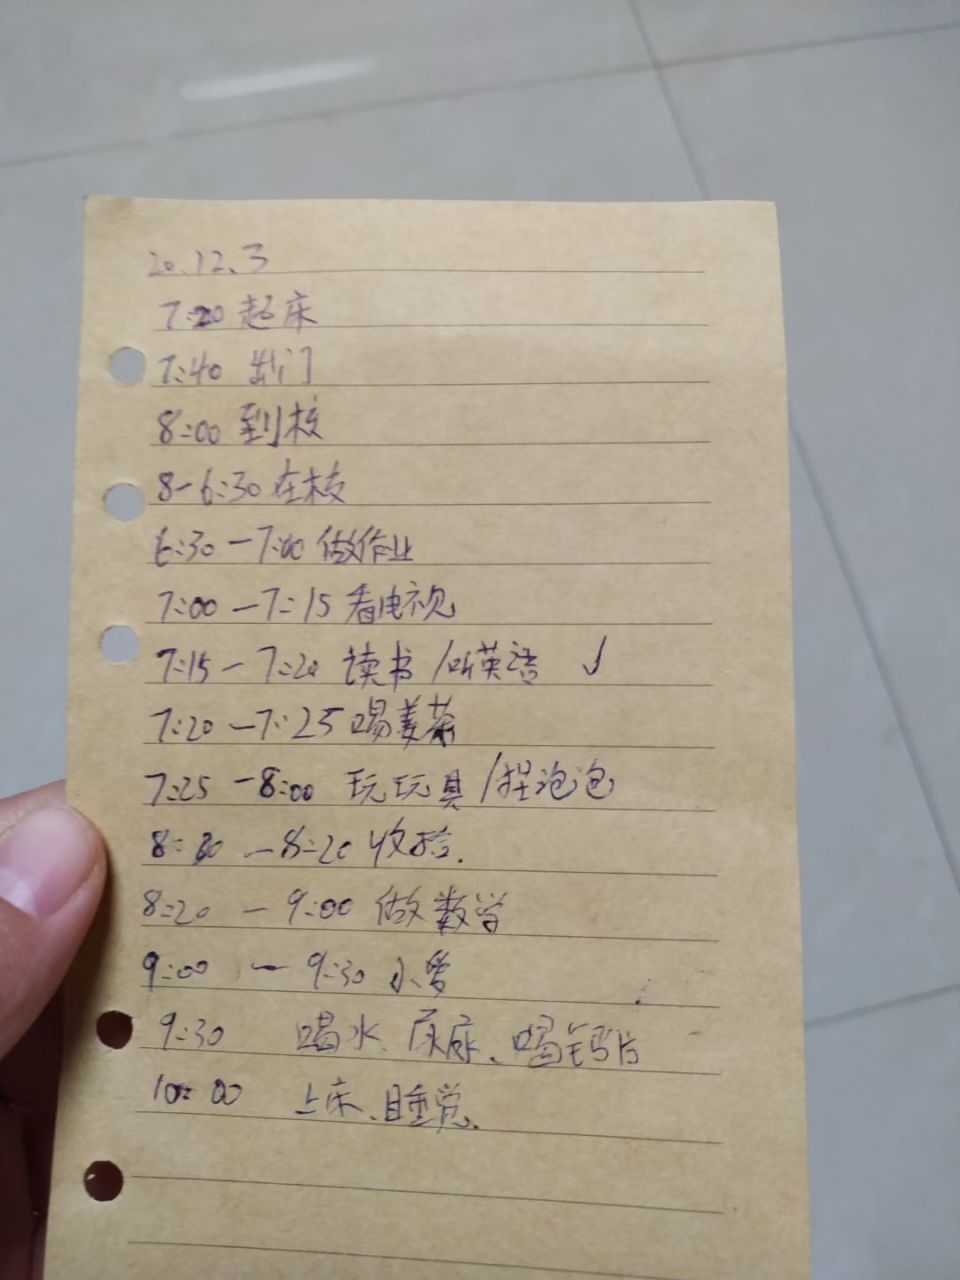 20.12.3
7:20 起床
7:40 出门
8:00 到校
8-6:30 在校
6:30-7:00 做作业
7:00-7:15 看电视
7:15-7:20 读书/听英语 √
7:20-7:25 喝姜茶
7:25-8:00 玩玩具/捏泡泡
8:00-8:20 收拾.
8:20-9:00 做数学
9:00-9:30 小
9:30 喝水、尿尿、喝钙片
10:00 上床、睡觉.